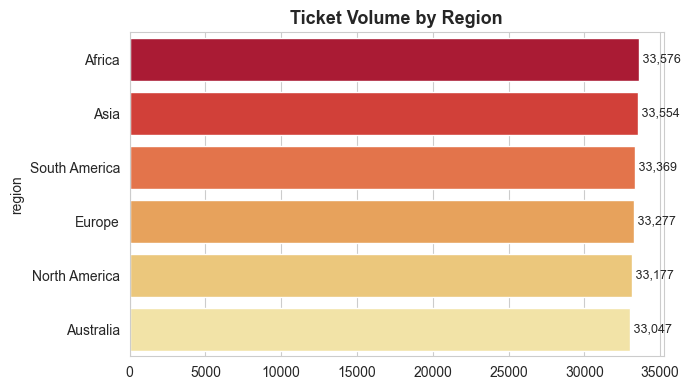 Ticket Volume by Region
region
Africa 33,576
Asia 33,554
South America 33,369
Europe 33,277
North America 33,177
Australia 33,047
0 5000 10000 15000 20000 25000 30000 35000